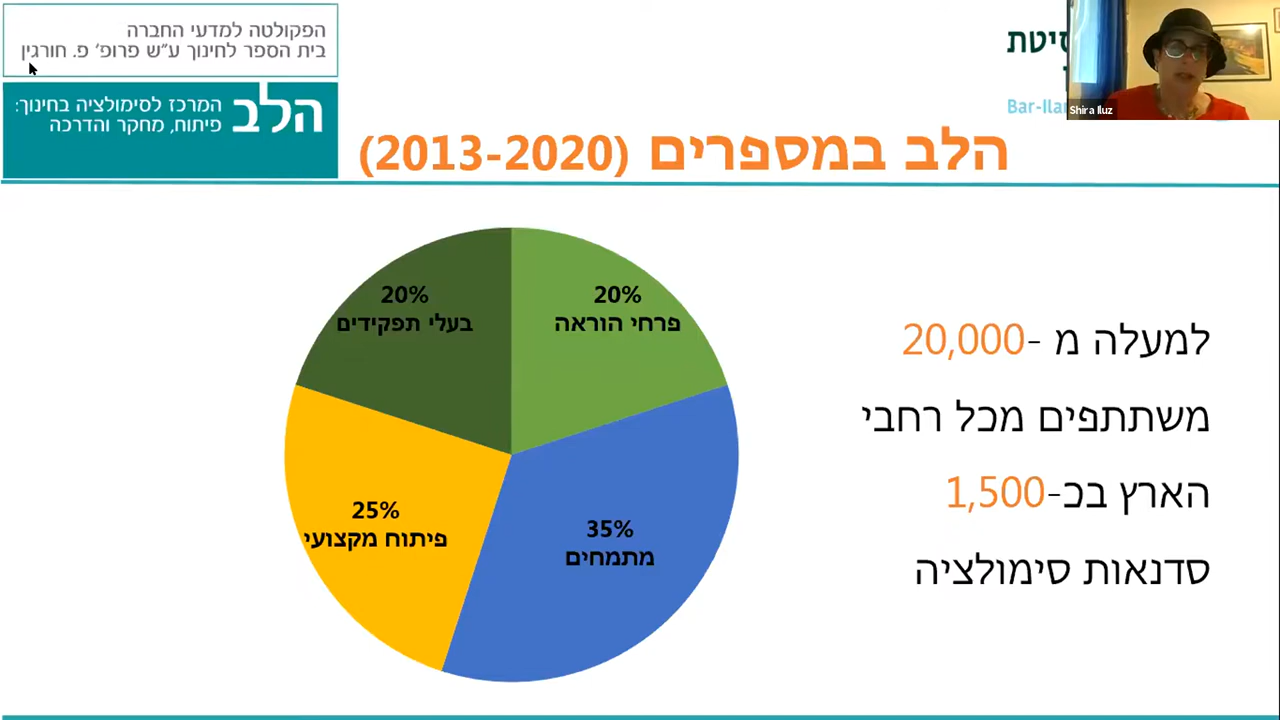 הפקולטה למדעי החברה
בית הספר לחינוך ע״ש פרופ׳ פ. חורגין
הלב
המרכז לסימולציה בחינוך:
פיתוח, מחקר והדרכה
Shira Iluz
הלב במספרים (2013-2020)
20%
פרחי הוראה
20%
בעלי תפקידים
35%
מתמחים
25%
פיתוח מקצועי
למעלה מ -20,000
משתתפים מכל רחבי
הארץ בכ-1,500
סדנאות סימולציה